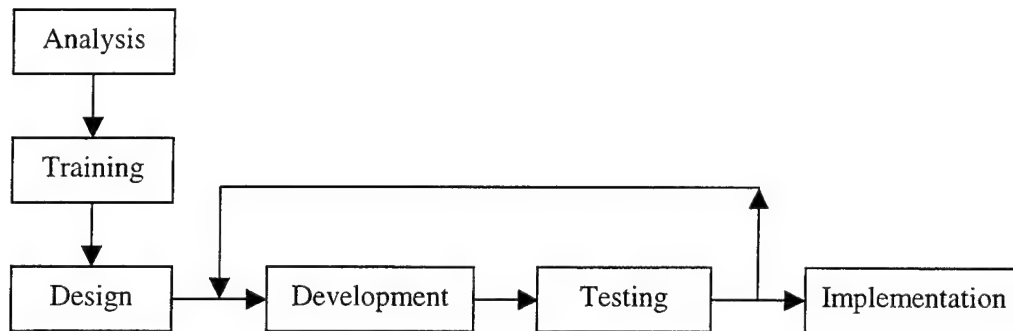 Analysis
Training
Design
Development
Testing
Implementation